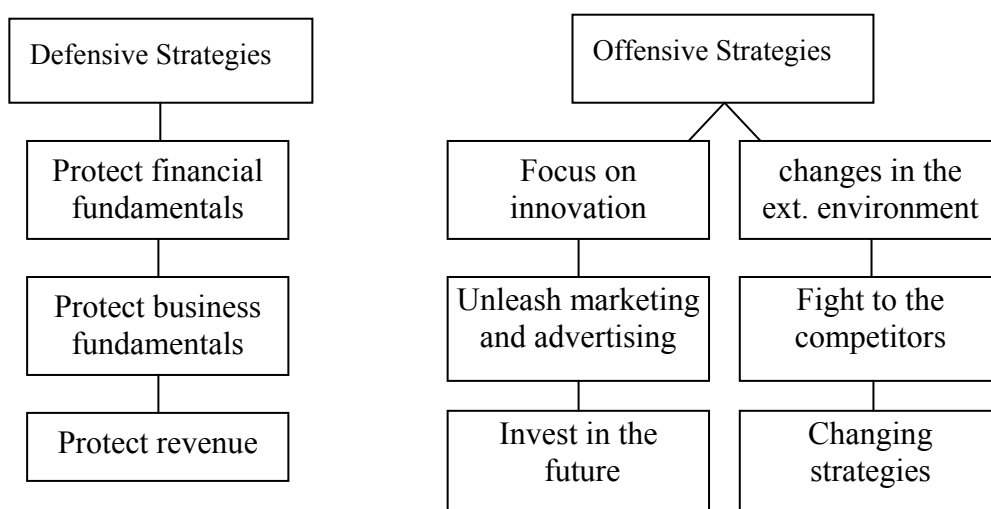 Defensive Strategies
Protect financial
fundamentals
Protect business
fundamentals
Protect revenue
Offensive Strategies
Focus on
innovation
Unleash marketing
and advertising
Invest in the
future
changes in the
ext. environment
Fight to the
competitors
Changing
strategies